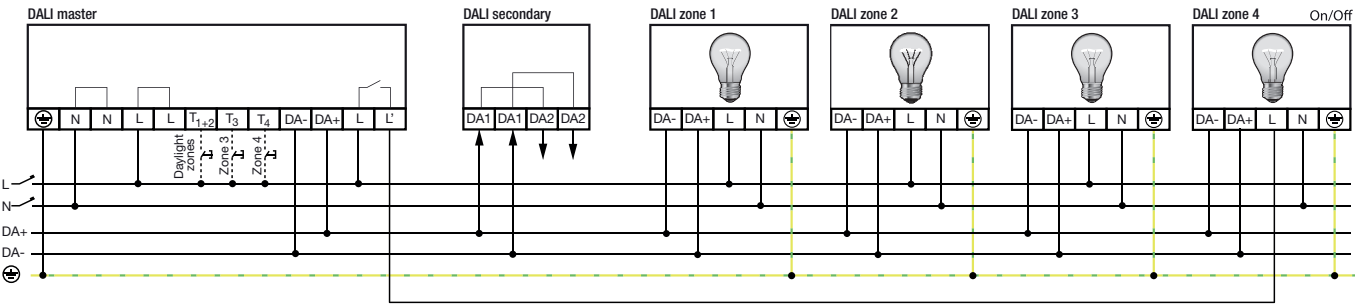 DALI master DALI secondary DALI zone 1 DALI zone 2 DALI zone 3 DALI zone 4 On/Off
N N L L T1+2 T3 T4 DA- DA+ L L'
DA1 DA1 DA2 DA2
DA- DA+ L N
DA- DA+ L N
DA- DA+ L N
DA- DA+ L N
Daylight
zones
Zone 3
Zone 4
L
N
DA+
DA-